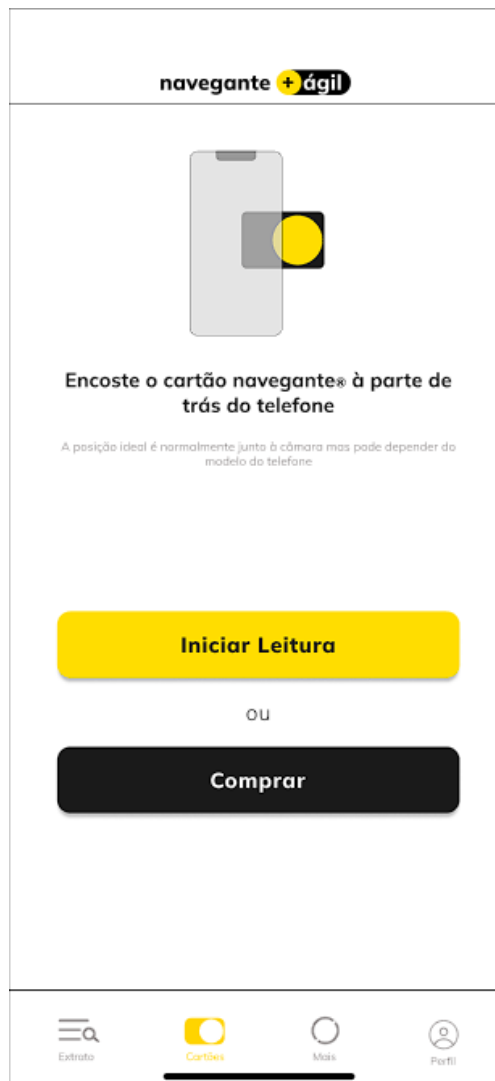 navegante +ágil
Encoste o cartão navegante® à parte de
trás do telefone
A posição ideal é normalmente junto à câmara mas pode depender do
modelo do telefone
Iniciar Leitura
ou
Comprar
Extrato Cartões Mais Perfil